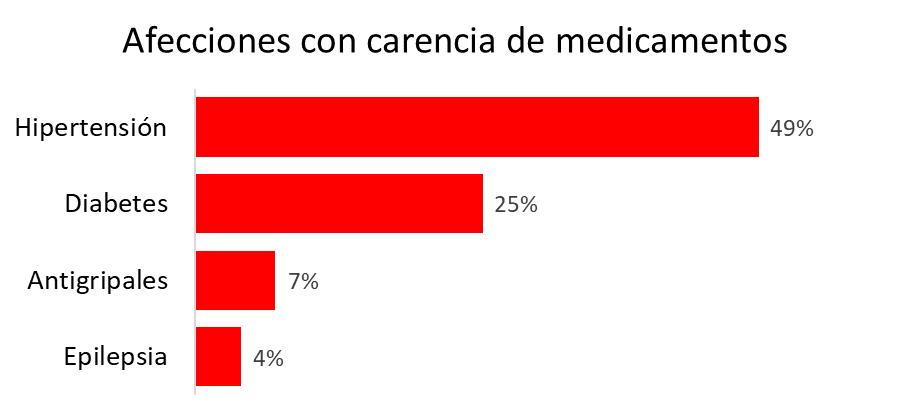 Afecciones con carencia de medicamentos
Hipertensión 49%
Diabetes 25%
Antigripales 7%
Epilepsia 4%